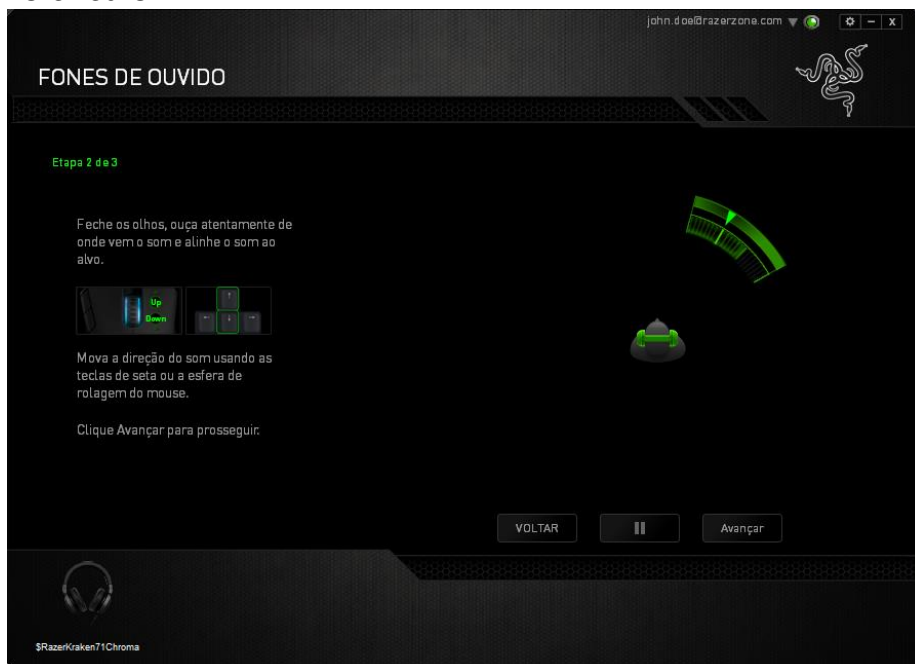 john.doe@razerzone.com
X
FONES DE OUVIDO
Etapa 2 de 3
Feche os olhos, ouça atentamente de
onde vem o som e alinhe o som ao
alvo.
Up
Down
Mova a direção do som usando as
teclas de seta ou a esfera de
rolagem do mouse.
Clique Avançar para prosseguir.
VOLTAR
Avançar
$RazerKraken71Chroma